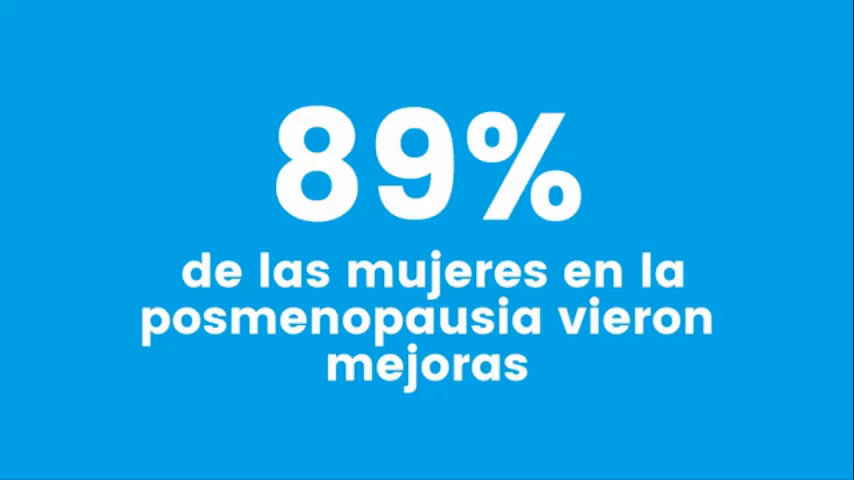 89%
de las mujeres en la
posmenopausia vieron
mejoras